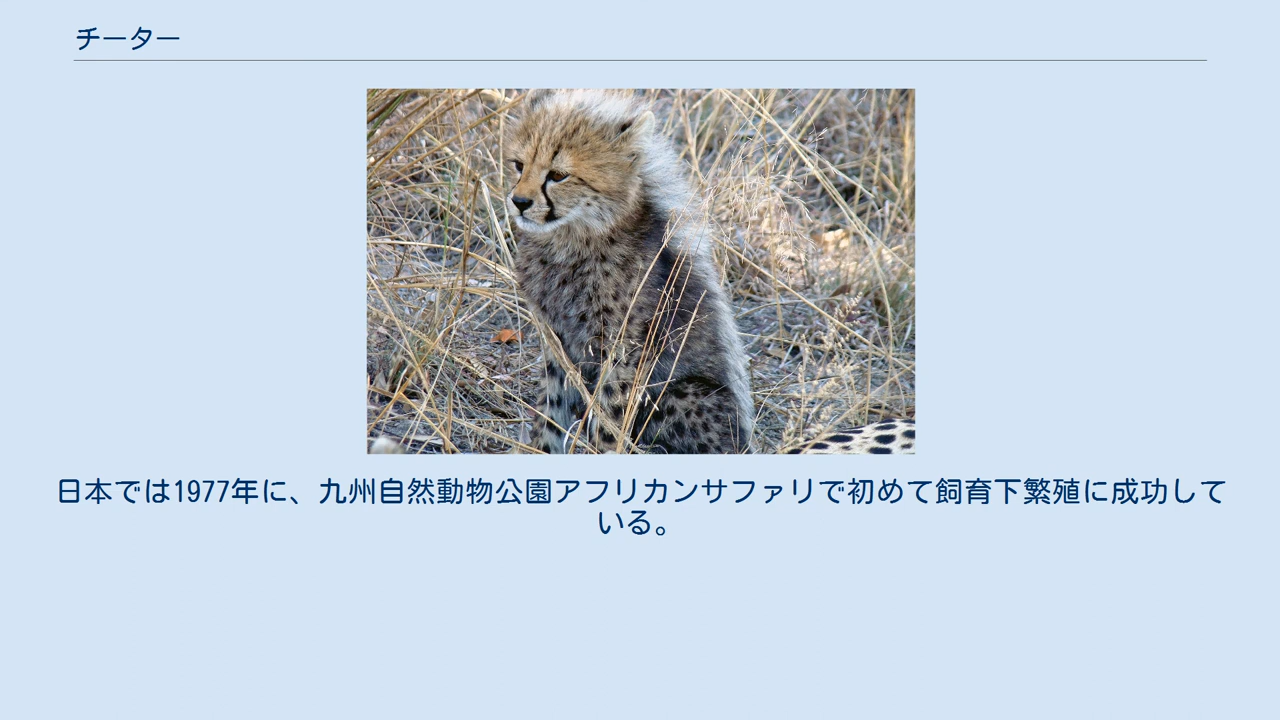 チーター
日本では1977年に、九州自然動物公園アフリカンサファリで初めて飼育下繁殖に成功して
いる。